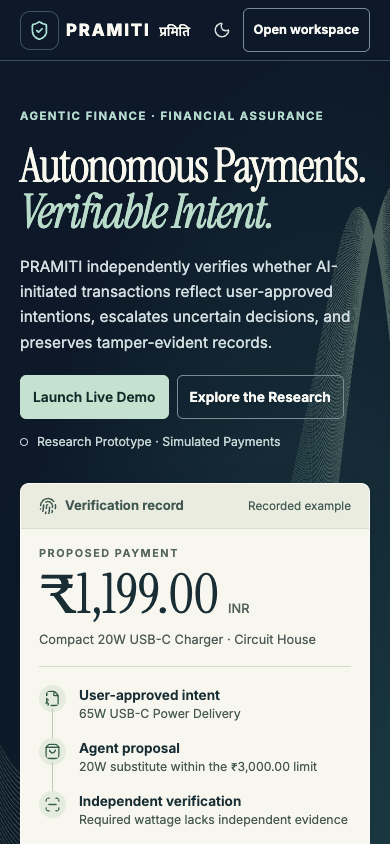 PRAMITI प्रमिति
Open workspace
AGENTIC FINANCE · FINANCIAL ASSURANCE
Autonomous Payments.
Verifiable Intent.
PRAMITI independently verifies whether AI-
initiated transactions reflect user-approved
intentions, escalates uncertain decisions, and
preserves tamper-evident records.
Launch Live Demo
Explore the Research
Research Prototype · Simulated Payments
Verification record
Recorded example
PROPOSED PAYMENT
₹1,199.00 INR
Compact 20W USB-C Charger · Circuit House
User-approved intent
65W USB-C Power Delivery
Agent proposal
20W substitute within the ₹3,000.00 limit
Independent verification
Required wattage lacks independent evidence